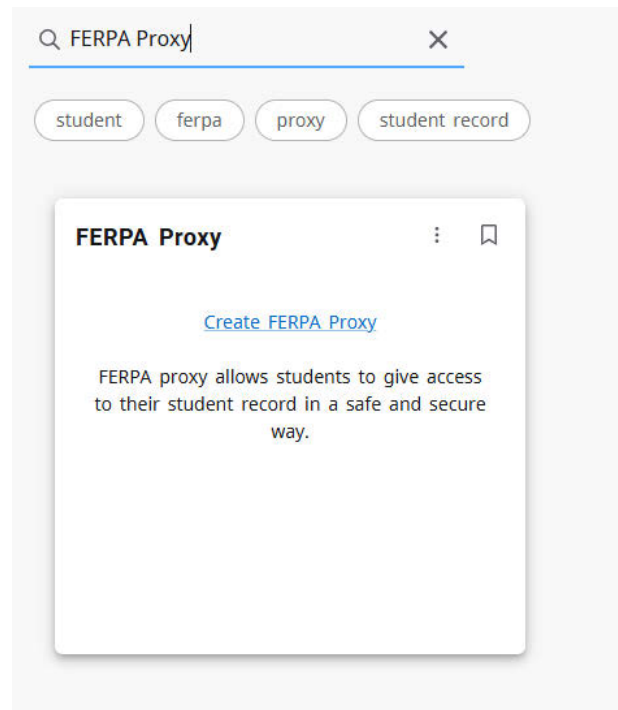 FERPA Proxy
student ferpa proxy student record
FERPA Proxy
Create FERPA Proxy
FERPA proxy allows students to give access
to their student record in a safe and secure
way.